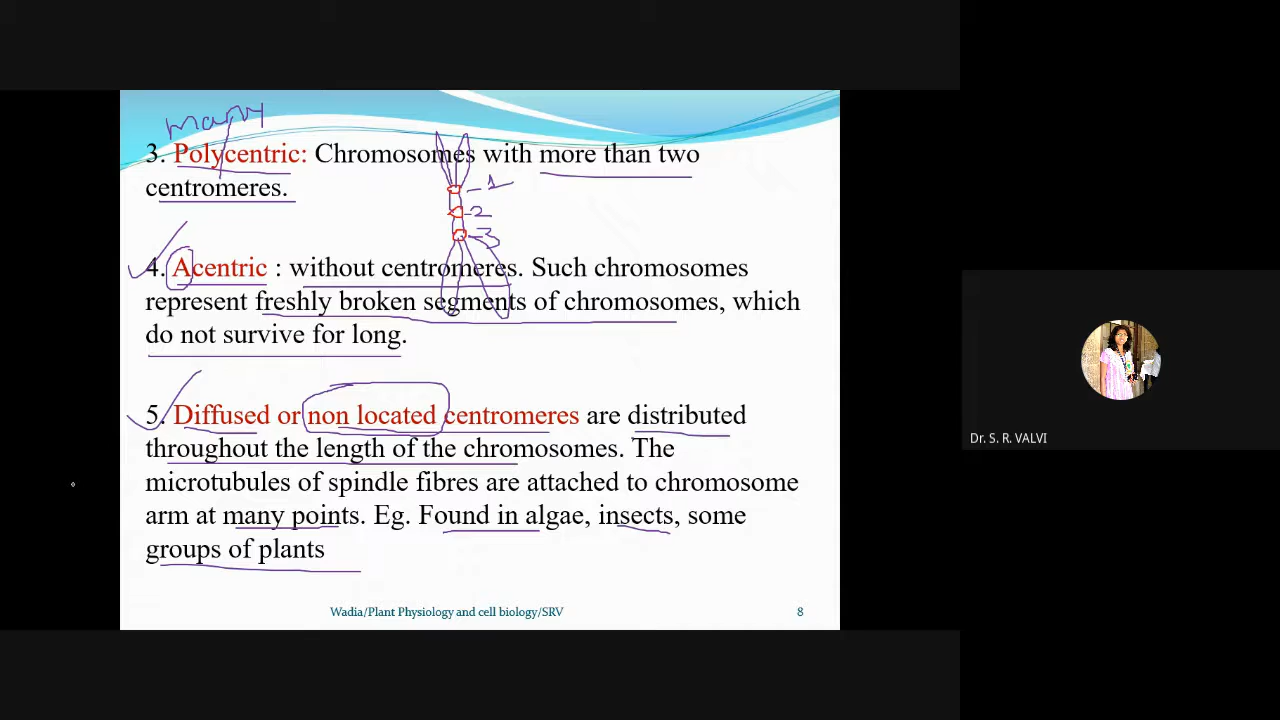 many
3. Polycentric: Chromosomes with more than two
centromeres.
-1
-2
-3
4. Acentric : without centromeres. Such chromosomes
represent freshly broken segments of chromosomes, which
do not survive for long.
5. Diffused or non located centromeres are distributed
throughout the length of the chromosomes. The
microtubules of spindle fibres are attached to chromosome
arm at many points. Eg. Found in algae, insects, some
groups of plants
Wadia/Plant Physiology and cell biology/SRV 8
Dr. S. R. VALVI